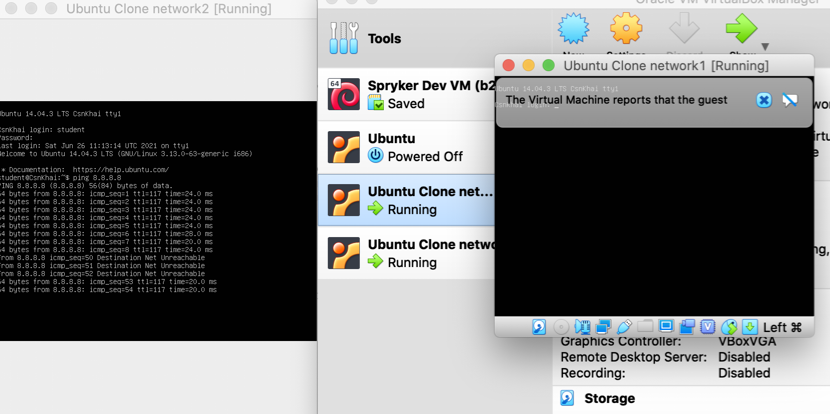 Ubuntu Clone network2 [Running]
Ubuntu 14.04.3 LTS CsnKhai tty1
CsnKhai login: student
Password:
Last login: Sat Jun 26 11:13:14 UTC 2021 on tty1
Welcome to Ubuntu 14.04.3 LTS (GNU/Linux 3.13.0-63-generic i686)
* Documentation: https://help.ubuntu.com/
student@CsnKhai:~$ ping 8.8.8.8
PING 8.8.8.8 (8.8.8.8) 56(84) bytes of data.
64 bytes from 8.8.8.8: icmp_seq=1 ttl=117 time=24.0 ms
64 bytes from 8.8.8.8: icmp_seq=2 ttl=117 time=24.0 ms
64 bytes from 8.8.8.8: icmp_seq=3 ttl=117 time=24.0 ms
64 bytes from 8.8.8.8: icmp_seq=4 ttl=117 time=24.0 ms
64 bytes from 8.8.8.8: icmp_seq=5 ttl=117 time=24.0 ms
64 bytes from 8.8.8.8: icmp_seq=6 ttl=117 time=28.0 ms
64 bytes from 8.8.8.8: icmp_seq=7 ttl=117 time=20.0 ms
64 bytes from 8.8.8.8: icmp_seq=8 ttl=117 time=24.0 ms
From 8.8.8.8 icmp_seq=50 Destination Net Unreachable
From 8.8.8.8 icmp_seq=51 Destination Net Unreachable
From 8.8.8.8 icmp_seq=52 Destination Net Unreachable
64 bytes from 8.8.8.8: icmp_seq=53 ttl=117 time=20.0 ms
64 bytes from 8.8.8.8: icmp_seq=54 ttl=117 time=20.0 ms
Oracle VM VirtualBox Manager
Tools
64
Spryker Dev VM (b2
Saved
Ubuntu
Powered Off
Ubuntu Clone net...
Running
Ubuntu Clone netwo
Running
Ubuntu Clone network1 [Running]
Ubuntu 14.04.3 LTS CsnKhai tty1
CsnKhai login:
The Virtual Machine reports that the guest
Left ⌘
Graphics Controller: VBoxVGA
Remote Desktop Server: Disabled
Recording: Disabled
Storage